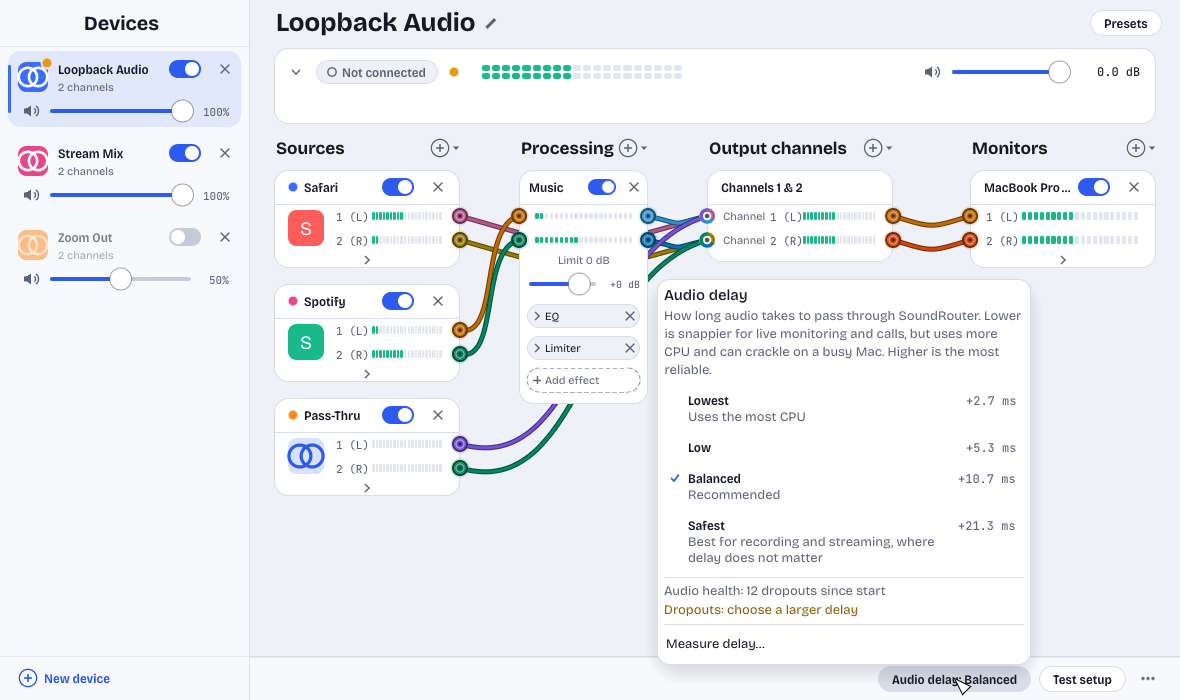 Devices
Loopback Audio
2 channels
100%
Stream Mix
2 channels
100%
Zoom Out
2 channels
50%
New device
Loopback Audio
Presets
Not connected
0.0 dB
Sources
Processing
Output channels
Monitors
Safari
S
1 (L)
2 (R)
Spotify
S
1 (L)
2 (R)
Pass-Thru
1 (L)
2 (R)
Music
Limit 0 dB
+0 dB
EQ
Limiter
Add effect
Channels 1 & 2
Channel 1 (L)
Channel 2 (R)
MacBook Pro...
1 (L)
2 (R)
Audio delay
How long audio takes to pass through SoundRouter. Lower
is snappier for live monitoring and calls, but uses more
CPU and can crackle on a busy Mac. Higher is the most
reliable.
Lowest +2.7 ms
Uses the most CPU
Low +5.3 ms
Balanced +10.7 ms
Recommended
Safest +21.3 ms
Best for recording and streaming, where
delay does not matter
Audio health: 12 dropouts since start
Dropouts: choose a larger delay
Measure delay...
Audio delay: Balanced
Test setup